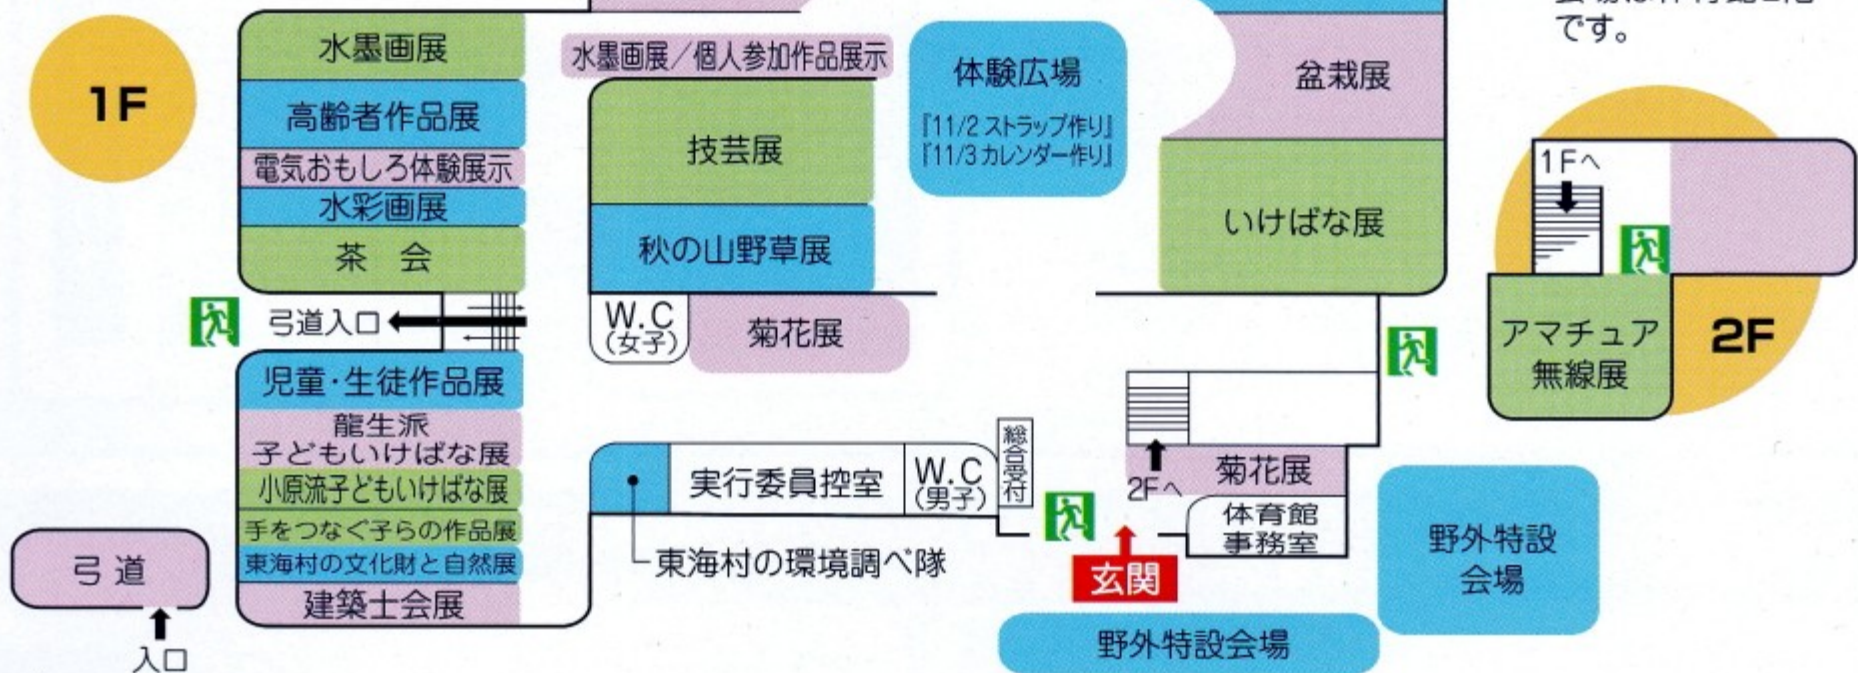 です。
1F
水墨画展
高齢者作品展
電気おもしろ体験展示
水彩画展
茶 会
弓道入口
児童・生徒作品展
龍生派
子どもいけばな展
小原流子どもいけばな展
手をつなぐ子らの作品展
東海村の文化財と自然展
建築士会展
弓道
入口
水墨画展／個人参加作品展示
技芸展
秋の山野草展
W.C
(女子)
菊花展
体験広場
『11/2 ストラップ作り』
『11/3 カレンダー作り』
盆栽展
いけばな展
実行委員控室
W.C
(男子)
総合受付
東海村の環境調べ隊
2Fへ
菊花展
体育館
事務室
玄関
野外特設会場
野外特設
会場
1Fへ
アマチュア
無線展
2F